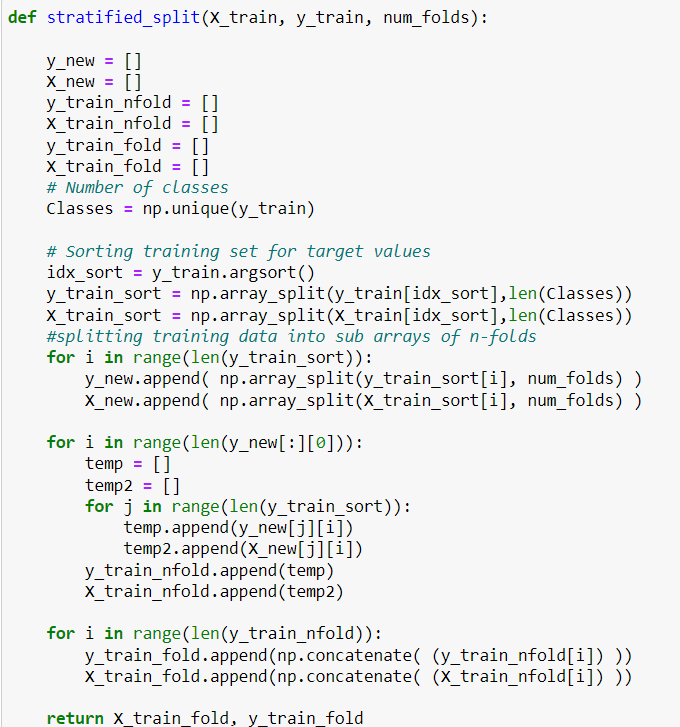 def stratified_split(X_train, y_train, num_folds):
y_new = []
X_new = []
y_train_nfold = []
X_train_nfold = []
y_train_fold = []
X_train_fold = []
# Number of classes
Classes = np.unique(y_train)
# Sorting training set for target values
idx_sort = y_train.argsort()
y_train_sort = np.array_split(y_train[idx_sort],len(Classes))
X_train_sort = np.array_split(X_train[idx_sort],len(Classes))
#splitting training data into sub arrays of n-folds
for i in range(len(y_train_sort)):
y_new.append( np.array_split(y_train_sort[i], num_folds) )
X_new.append( np.array_split(X_train_sort[i], num_folds) )
for i in range(len(y_new[:][0])):
temp = []
temp2 = []
for j in range(len(y_train_sort)):
temp.append(y_new[j][i])
temp2.append(X_new[j][i])
y_train_nfold.append(temp)
X_train_nfold.append(temp2)
for i in range(len(y_train_nfold)):
y_train_fold.append(np.concatenate( (y_train_nfold[i]) ))
X_train_fold.append(np.concatenate( (X_train_nfold[i]) ))
return X_train_fold, y_train_fold